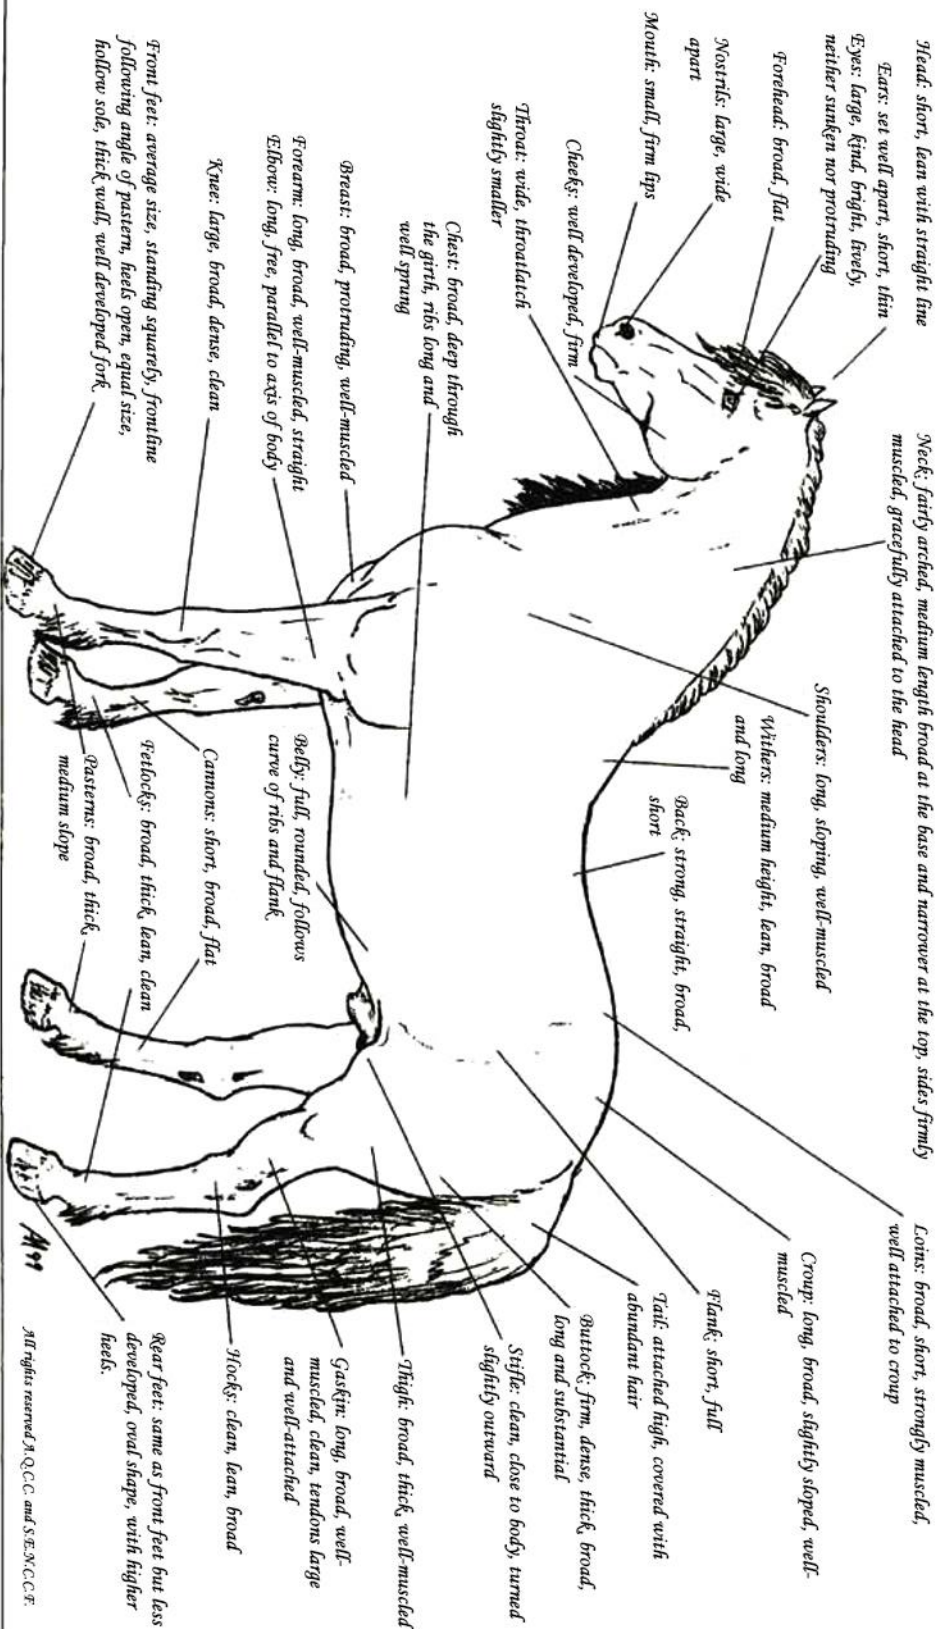 Head: short, lean with straight line
Ears: set well apart, short, thin
Eyes: large, kind, bright, lively,
neither sunken nor protruding
Forehead: broad, flat
Nostrils: large, wide
apart
Mouth: small, firm lips
Cheeks: well developed, firm
Throat: wide, throatlatch
slightly smaller
Chest: broad, deep through
the girth, ribs long and
well sprung
Breast: broad, protruding, well-muscled
Forearm: long, broad, well-muscled, straight
Elbow: long, free, parallel to axis of body
Knee: large, broad, dense, clean
Front feet: average size, standing squarely, frontline
following angle of pastern, heels open, equal size,
hollow sole, thick wall, well developed fork
Neck: fairly arched, medium length broad at the base and narrower at the top, sides firmly
muscled, gracefully attached to the head
Shoulders: long, sloping, well-muscled
Withers: medium height, lean, broad
and long
Back: strong, straight, broad,
short
Belly: full, rounded, follows
curve of ribs and flank
Cannons: short, broad, flat
Fetlocks: broad, thick, lean, clean
Pasterns: broad, thick,
medium slope
Loins: broad, short, strongly muscled,
well attached to croup
Croup: long, broad, slightly sloped, well-
muscled
Flank: short, full
Tail: attached high, covered with
abundant hair
Buttock: firm, dense, thick, broad,
long and substantial
Stifle: clean, close to body, turned
slightly outward
Thigh: broad, thick, well-muscled
Gaskin: long, broad, well-
muscled, clean, tendons large
and well-attached
Hocks: clean, lean, broad
Rear feet: same as front feet but less
developed, oval shape, with higher
heels.
All rights reserved A.Q.C.C. and S.E.N.C.C.F.